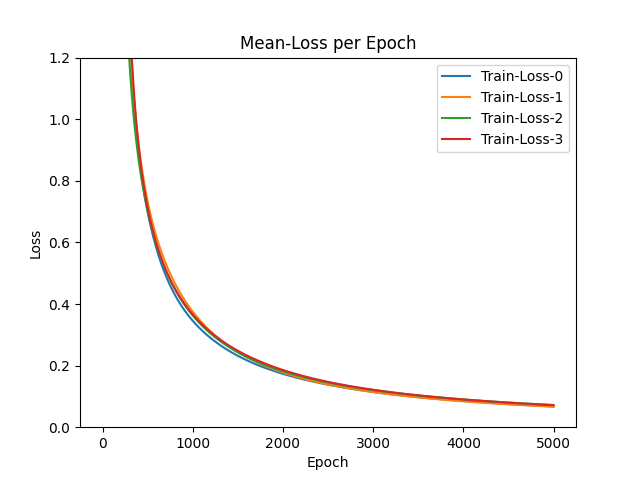 Mean-Loss per Epoch
1.2
1.0
0.8
0.6
0.4
0.2
0.0
Loss
Train-Loss-0
Train-Loss-1
Train-Loss-2
Train-Loss-3
0 1000 2000 3000 4000 5000
Epoch